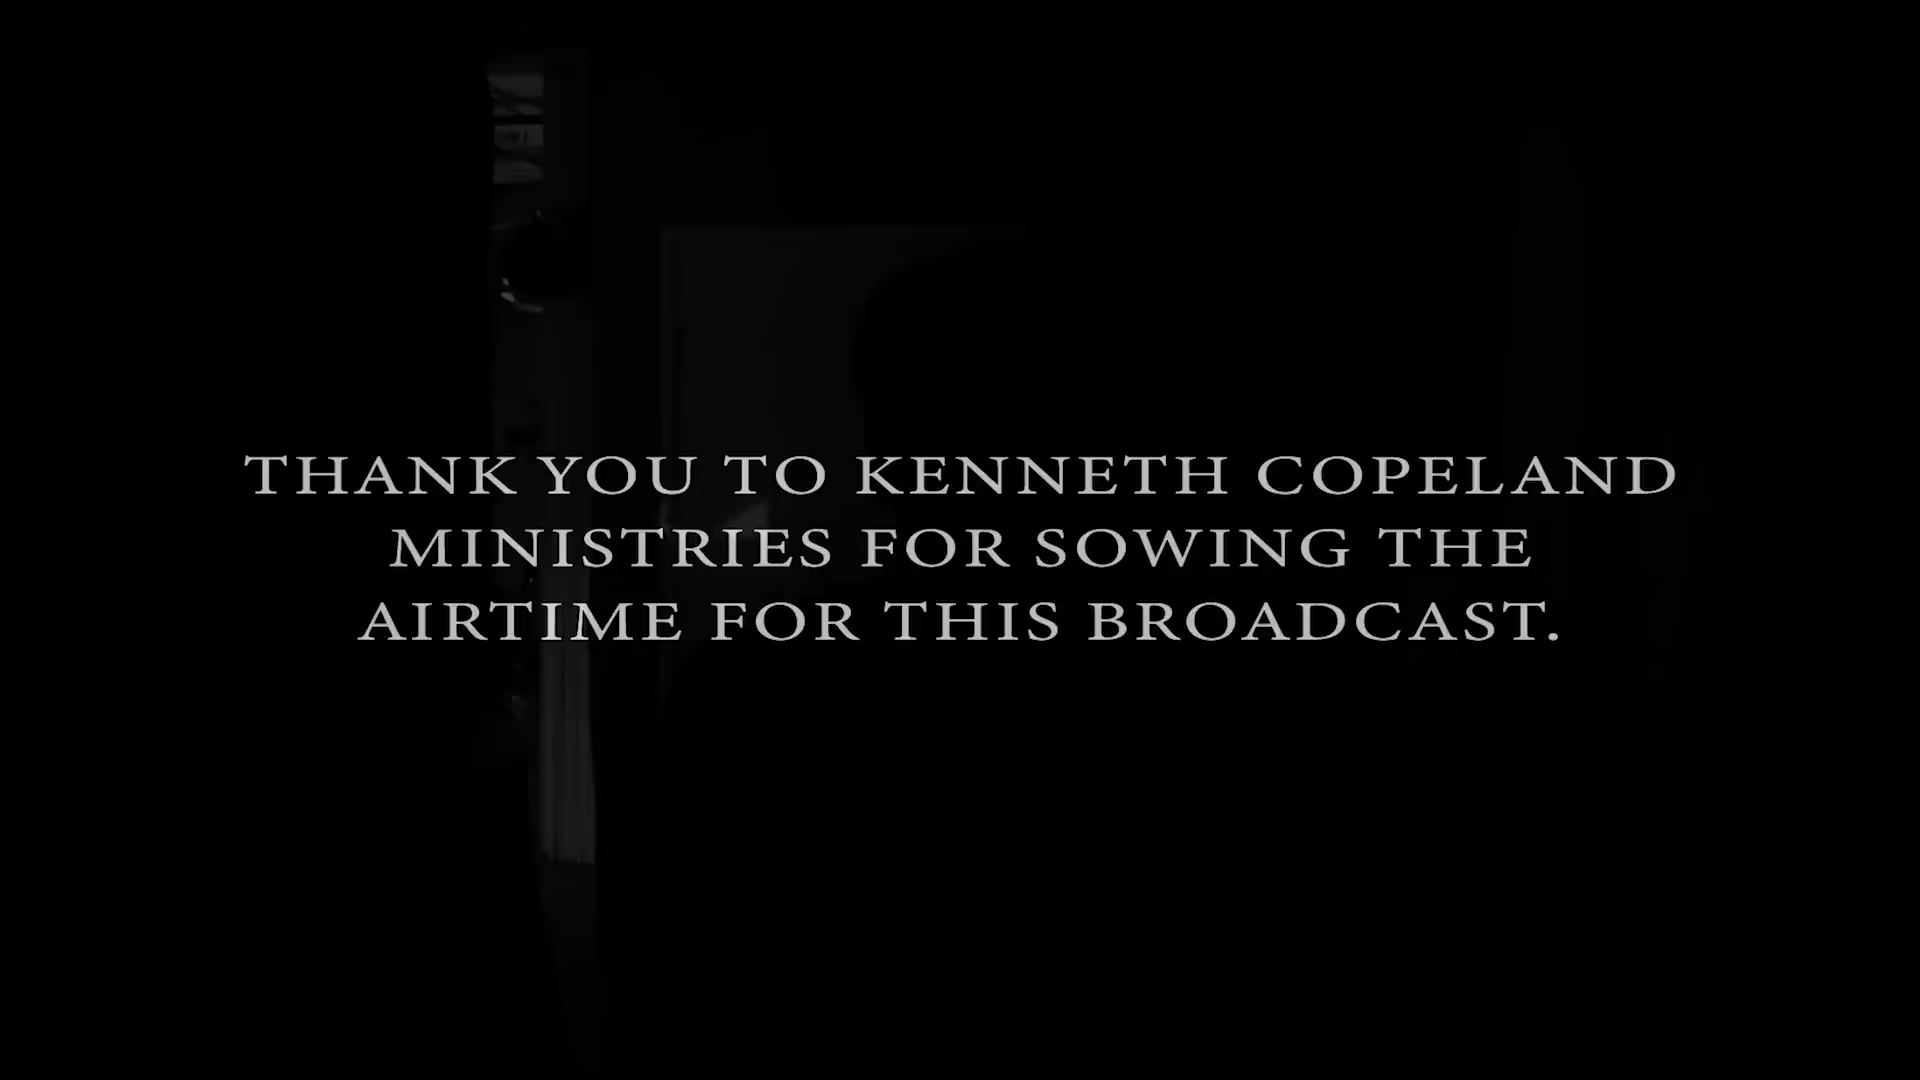 THANK YOU TO KENNETH COPELAND
MINISTRIES FOR SOWING THE
AIRTIME FOR THIS BROADCAST.